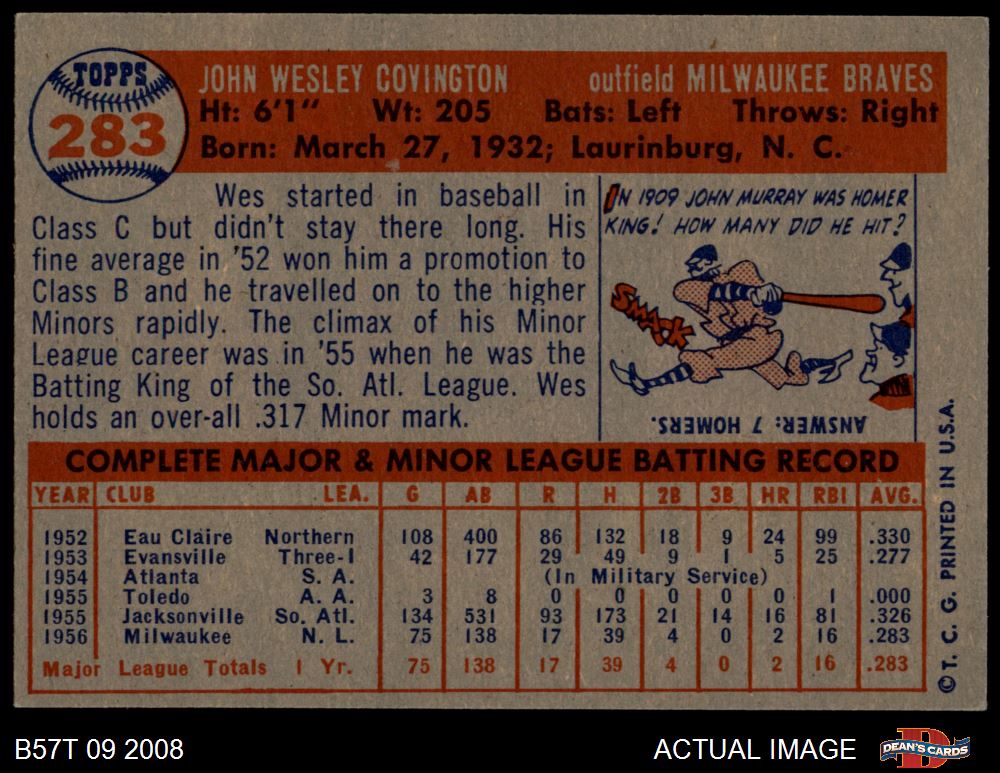 TOPPS
283
JOHN WESLEY COVINGTON outfield MILWAUKEE BRAVES
Ht: 6'1" Wt: 205 Bats: Left Throws: Right
Born: March 27, 1932; Laurinburg, N. C.
Wes started in baseball in
Class C but didn't stay there long. His
fine average in '52 won him a promotion to
Class B and he travelled on to the higher
Minors rapidly. The climax of his Minor
League career was in '55 when he was the
Batting King of the So. Atl. League. Wes
holds an over-all .317 Minor mark.
IN 1909 JOHN MURRAY WAS HOMER
KING! HOW MANY DID HE HIT?
SMACK
ANSWER: 7 HOMERS.
COMPLETE MAJOR & MINOR LEAGUE BATTING RECORD
YEAR CLUB LEA. G AB R H 2B 3B HR RBI AVG.
1952 Eau Claire Northern 108 400 86 132 18 9 24 99 .330
1953 Evansville Three-I 42 177 29 49 9 1 5 25 .277
1954 Atlanta S. A. (In Military Service)
1955 Toledo A. A. 3 8 0 0 0 0 0 1 .000
1955 Jacksonville So. Atl. 134 531 93 173 21 14 16 81 .326
1956 Milwaukee N. L. 75 138 17 39 4 0 2 16 .283
Major League Totals 1 Yr. 75 138 17 39 4 0 2 16 .283
© T. C. G. PRINTED IN U.S.A.
B57T 09 2008
ACTUAL IMAGE
DEAN'S CARDS